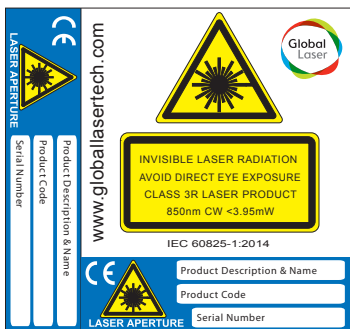 CE
LASER APERTURE
Serial Number
Product Code
Product Description & Name
www.globallasertech.com
Global
Laser
INVISIBLE LASER RADIATION
AVOID DIRECT EYE EXPOSURE
CLASS 3R LASER PRODUCT
850nm CW <3.95mW
IEC 60825-1:2014
CE
LASER APERTURE
Product Description & Name
Product Code
Serial Number